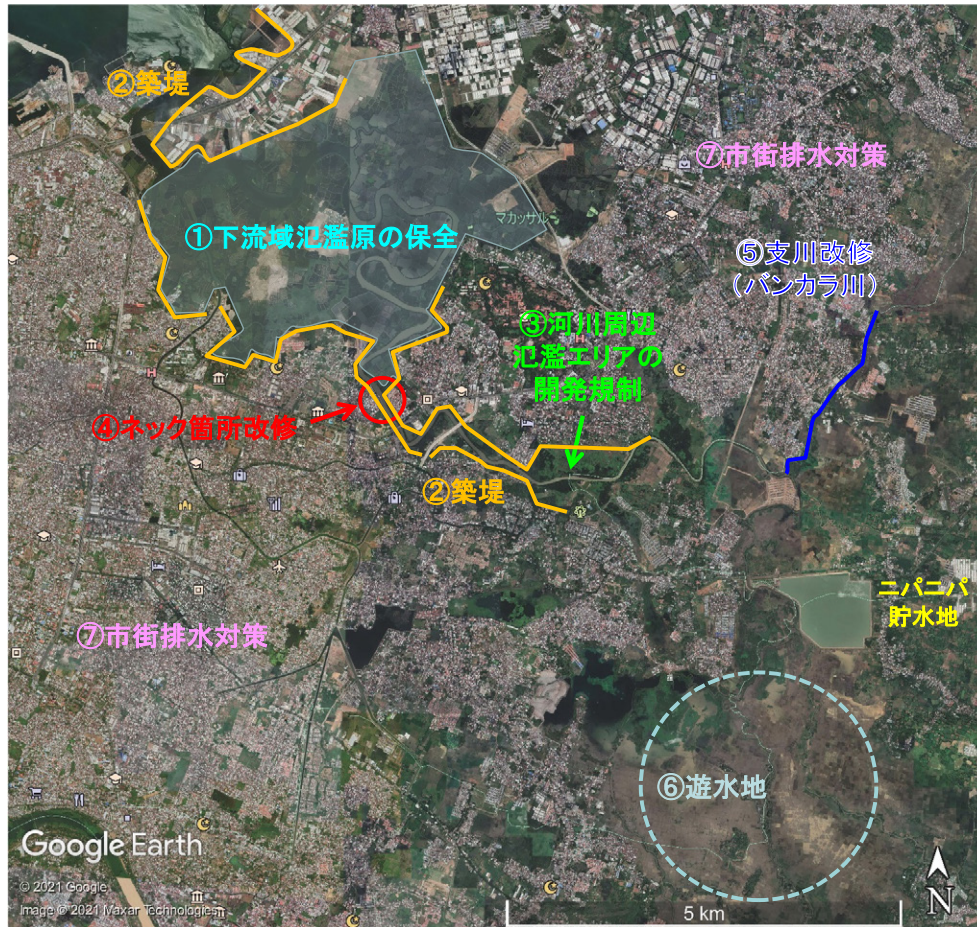 ②築堤
⑦市街排水対策
マカッサル
①下流域氾濫原の保全
⑤支川改修
（バンカラ川）
③河川周辺
氾濫エリアの
開発規制
④ネック箇所改修
②築堤
ニパニパ
貯水地
⑦市街排水対策
⑥遊水地
Google Earth
© 2021 Google
Image © 2021 Maxar Technologies
5 km
N